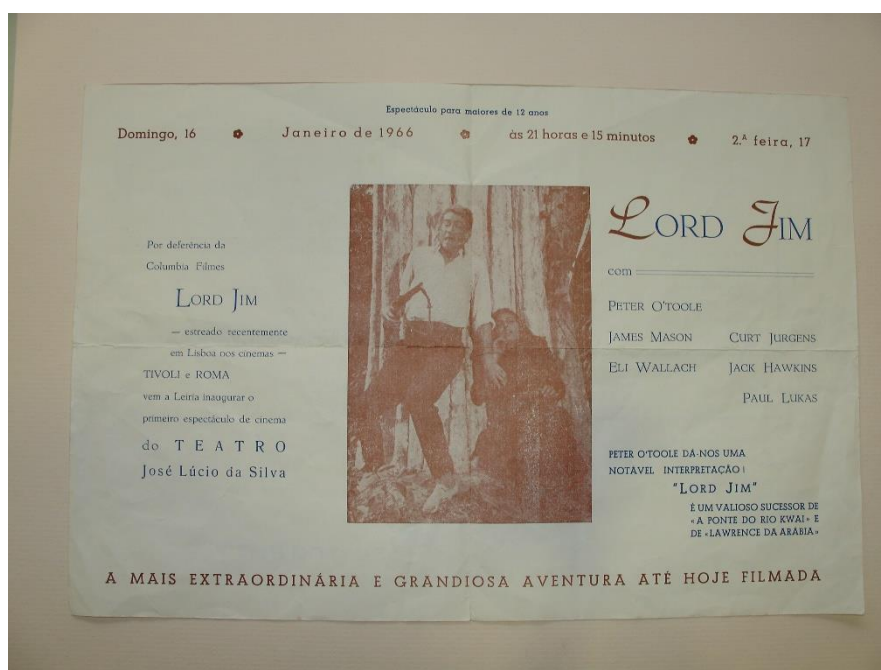 Espectáculo para maiores de 12 anos
Domingo, 16 Janeiro de 1966 às 21 horas e 15 minutos 2.ª feira, 17
Por deferência da
Columbia Filmes
LORD JIM
— estreado recentemente
em Lisboa nos cinemas —
TIVOLI e ROMA
vem a Leiria inaugurar o
primeiro espectáculo de cinema
do TEATRO
José Lúcio da Silva
LORD JIM
com
PETER O'TOOLE
JAMES MASON CURT JURGENS
ELI WALLACH JACK HAWKINS
PAUL LUKAS
PETER O'TOOLE DÁ-NOS UMA
NOTÁVEL INTERPRETAÇÃO!
"LORD JIM"
É UM VALIOSO SUCESSOR DE
«A PONTE DO RIO KWAI» E
DE «LAWRENCE DA ARÁBIA»
A MAIS EXTRAORDINÁRIA E GRANDIOSA AVENTURA ATÉ HOJE FILMADA